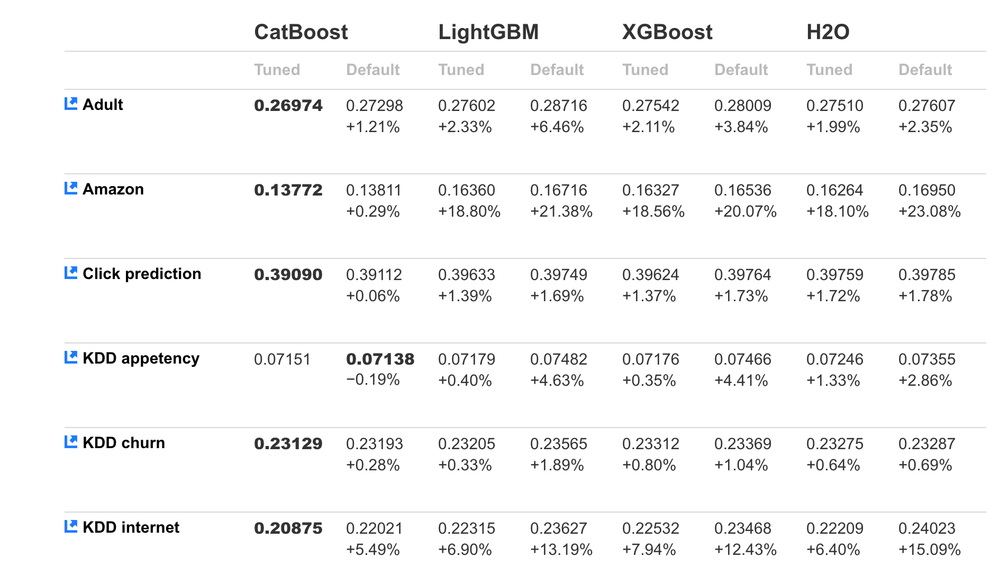 CatBoost LightGBM XGBoost H2O
Tuned Default Tuned Default Tuned Default Tuned Default
Adult 0.26974 0.27298 0.27602 0.28716 0.27542 0.28009 0.27510 0.27607
+1.21% +2.33% +6.46% +2.11% +3.84% +1.99% +2.35%
Amazon 0.13772 0.13811 0.16360 0.16716 0.16327 0.16536 0.16264 0.16950
+0.29% +18.80% +21.38% +18.56% +20.07% +18.10% +23.08%
Click prediction 0.39090 0.39112 0.39633 0.39749 0.39624 0.39764 0.39759 0.39785
+0.06% +1.39% +1.69% +1.37% +1.73% +1.72% +1.78%
KDD appetency 0.07151 0.07138 0.07179 0.07482 0.07176 0.07466 0.07246 0.07355
−0.19% +0.40% +4.63% +0.35% +4.41% +1.33% +2.86%
KDD churn 0.23129 0.23193 0.23205 0.23565 0.23312 0.23369 0.23275 0.23287
+0.28% +0.33% +1.89% +0.80% +1.04% +0.64% +0.69%
KDD internet 0.20875 0.22021 0.22315 0.23627 0.22532 0.23468 0.22209 0.24023
+5.49% +6.90% +13.19% +7.94% +12.43% +6.40% +15.09%